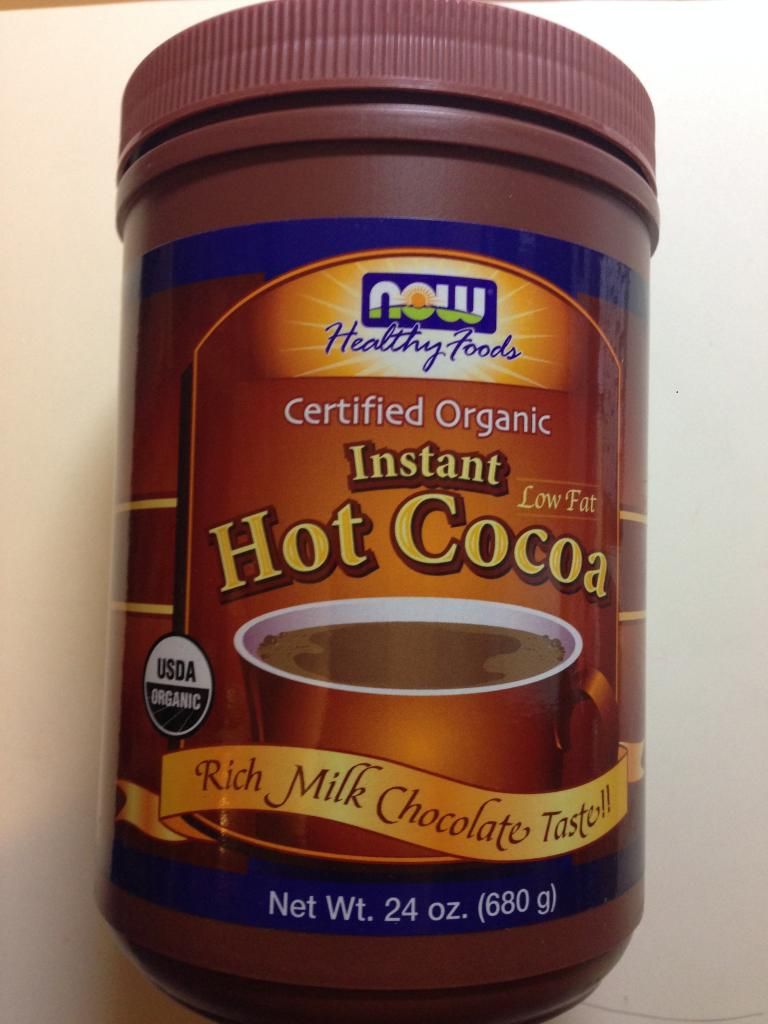 NOW
Healthy Foods
Certified Organic
Instant
Low Fat
Hot Cocoa
USDA
ORGANIC
Rich Milk Chocolate Taste!!
Net Wt. 24 oz. (680 g)